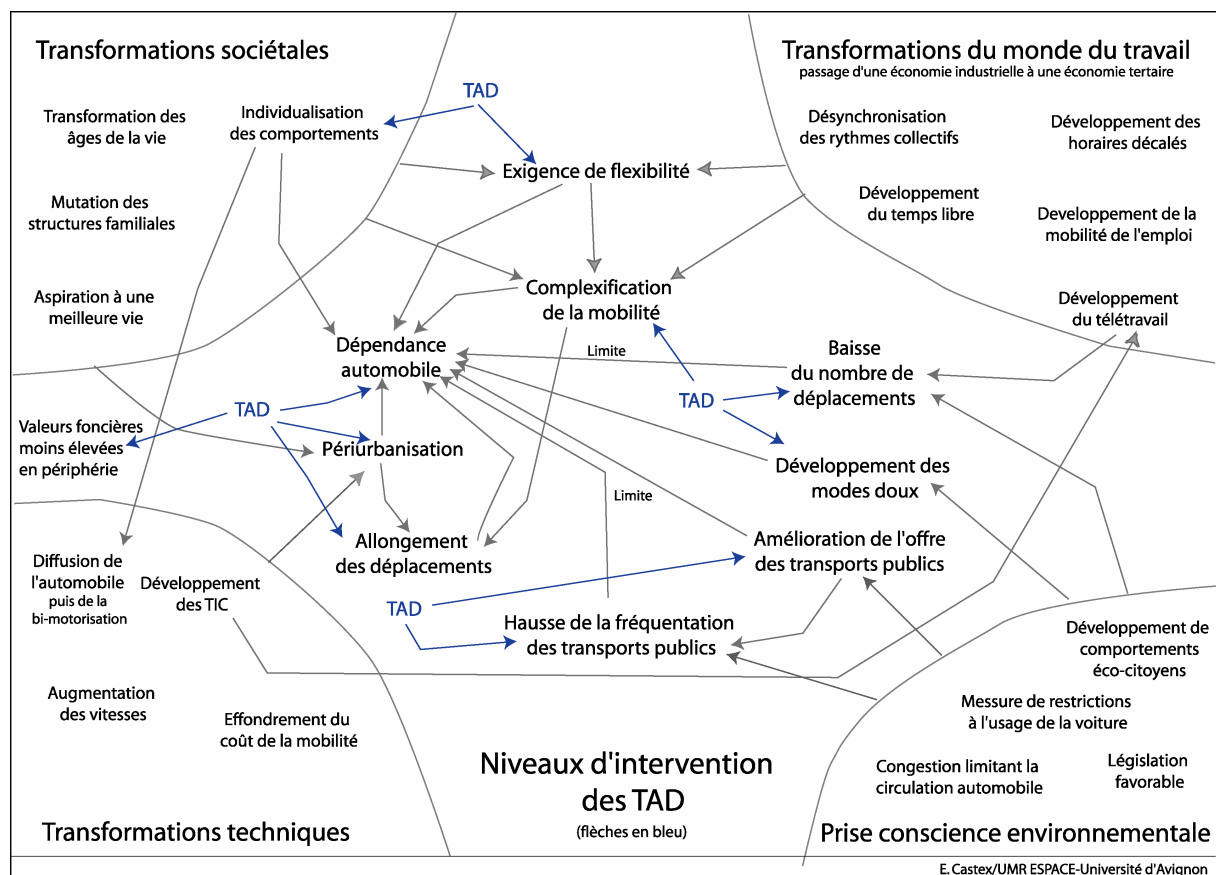 Transformations sociétales
Transformation des
âges de la vie
Individualisation
des comportements
Mutation des
structures familiales
Aspiration à une
meilleure vie
TAD
Exigence de flexibilité
Transformations du monde du travail
passage d'une économie industrielle à une économie tertaire
Désynchronisation
des rythmes collectifs
Développement des
horaires décalés
Développement
du temps libre
Developpement de la
mobilité de l'emploi
Développement
du télétravail
Complexification
de la mobilité
Dépendance
automobile
Limite
Baisse
du nombre de
déplacements
TAD
TAD
Valeurs foncières
moins élevées
en périphérie
Périurbanisation
Développement des
modes doux
Limite
Allongement
des déplacements
Amélioration de l'offre
des transports publics
Diffusion de
l'automobile
puis de la
bi-motorisation
Développement
des TIC
TAD
Hausse de la fréquentation
des transports publics
Développement de
comportements
éco-citoyens
Augmentation
des vitesses
Effondrement du
coût de la mobilité
Messure de restrictions
à l'usage de la voiture
Congestion limitant la
circulation automobile
Législation
favorable
Niveaux d'intervention
des TAD
(flèches en bleu)
Transformations techniques
Prise conscience environnementale
E. Castex/UMR ESPACE-Université d'Avignon